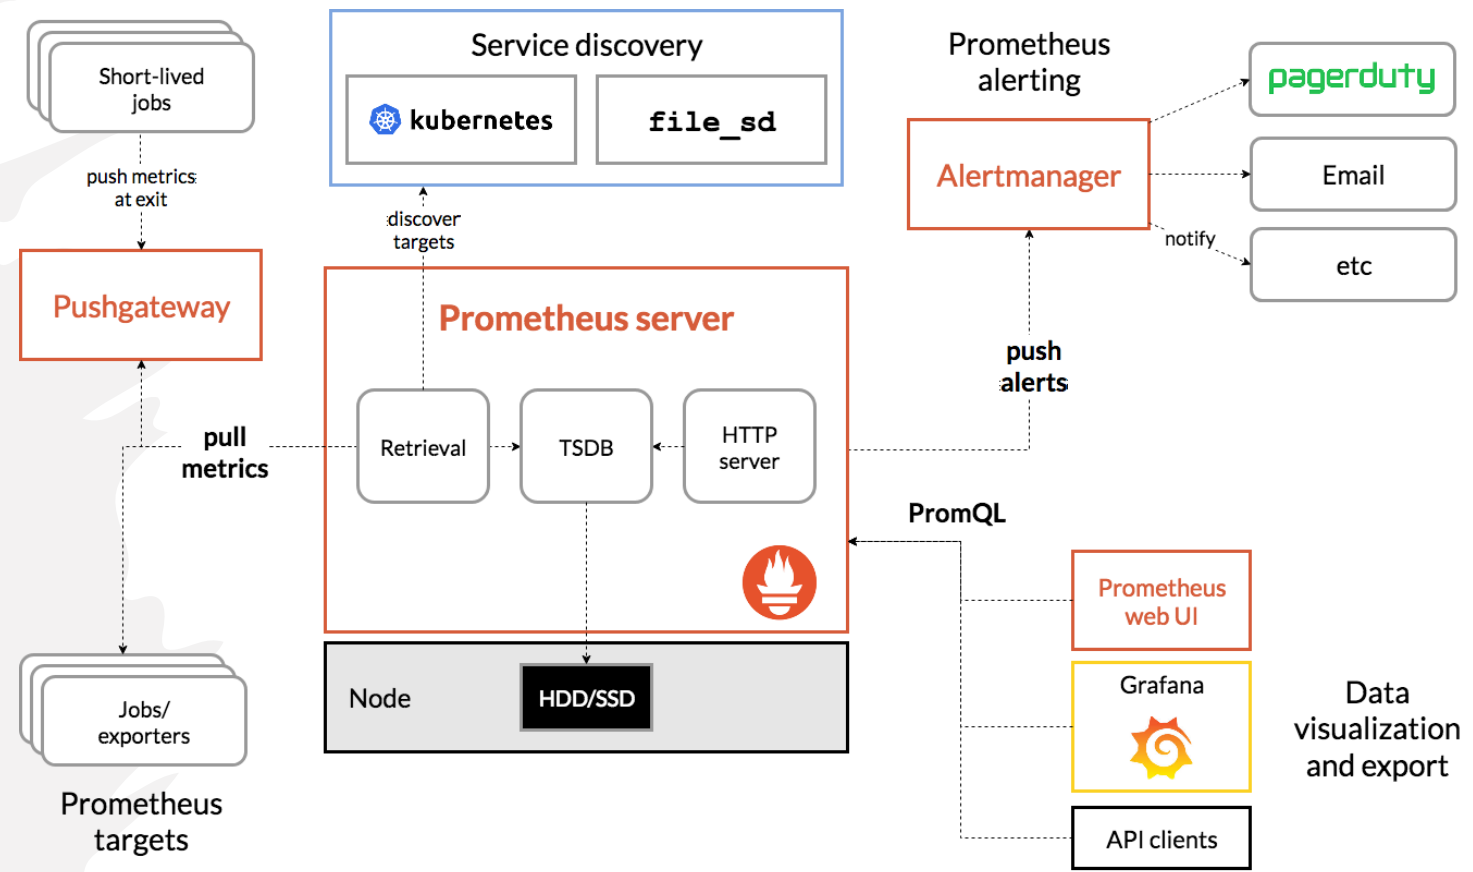 Short-lived
jobs
push metrics
at exit
Pushgateway
Service discovery
kubernetes
file_sd
discover
targets
Prometheus server
Retrieval
TSDB
HTTP
server
pull
metrics
Node
HDD/SSD
Jobs/
exporters
Prometheus
targets
Prometheus
alerting
Alertmanager
pagerduty
Email
etc
notify
push
alerts
PromQL
Prometheus
web UI
Grafana
API clients
Data
visualization
and export